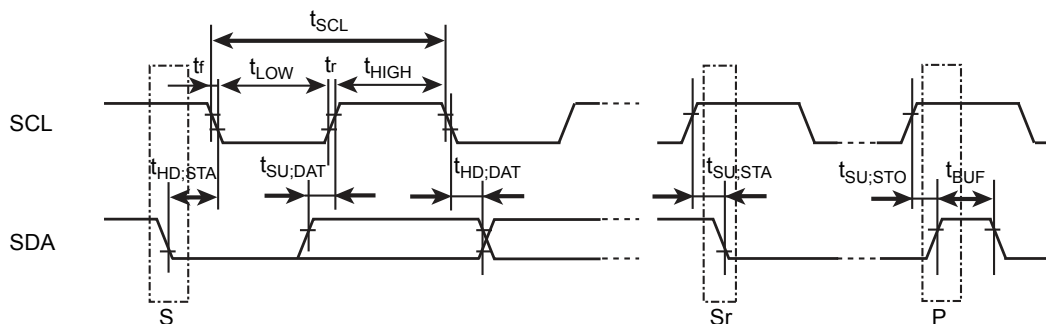 tSCL
tf tLOW tr tHIGH
SCL
tHD;STA tSU;DAT tHD;DAT tSU;STA tSU;STO tBUF
SDA
S Sr P